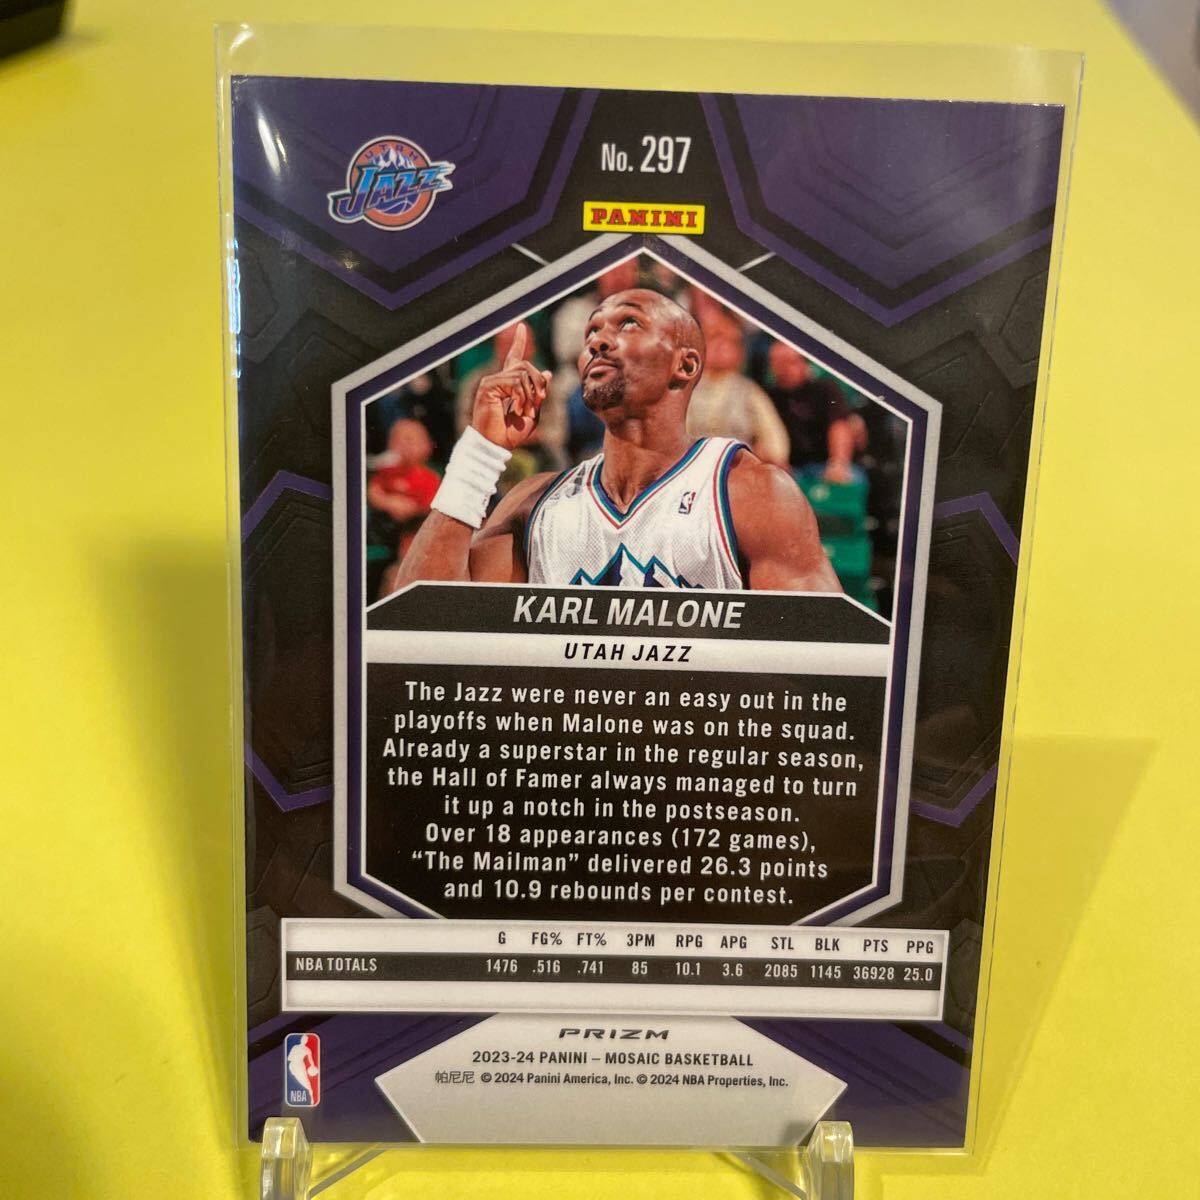 UTAH
JAZZ
No. 297
PANINI
KARL MALONE
UTAH JAZZ
The Jazz were never an easy out in the
playoffs when Malone was on the squad.
Already a superstar in the regular season,
the Hall of Famer always managed to turn
it up a notch in the postseason.
Over 18 appearances (172 games),
“The Mailman” delivered 26.3 points
and 10.9 rebounds per contest.
G FG% FT% 3PM RPG APG STL BLK PTS PPG
NBA TOTALS 1476 .516 .741 85 10.1 3.6 2085 1145 36928 25.0
PRIZM
2023-24 PANINI – MOSAIC BASKETBALL
帕尼尼 © 2024 Panini America, Inc. © 2024 NBA Properties, Inc.
NBA